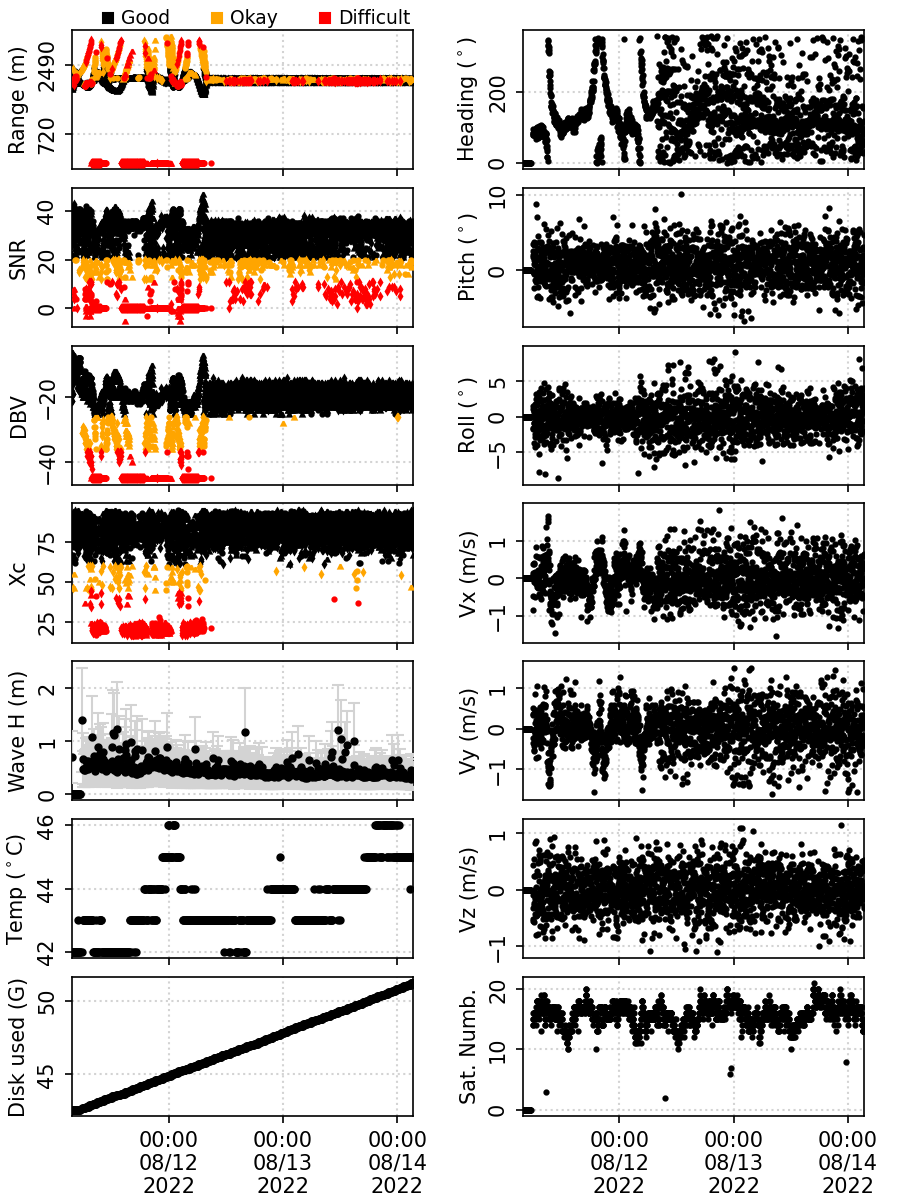 Good Okay Difficult
Range (m)
2490
720
Heading (°)
200
0
SNR
40
20
0
Pitch (°)
10
0
DBV
−20
−40
Roll (°)
5
0
−5
Xc
75
50
25
Vx (m/s)
1
0
−1
Wave H (m)
2
1
0
Vy (m/s)
1
0
−1
Temp (°C)
46
44
42
Vz (m/s)
1
0
−1
Disk used (G)
50
45
Sat. Numb.
20
10
0
00:00 00:00 00:00
08/12 08/13 08/14
2022 2022 2022
00:00 00:00 00:00
08/12 08/13 08/14
2022 2022 2022